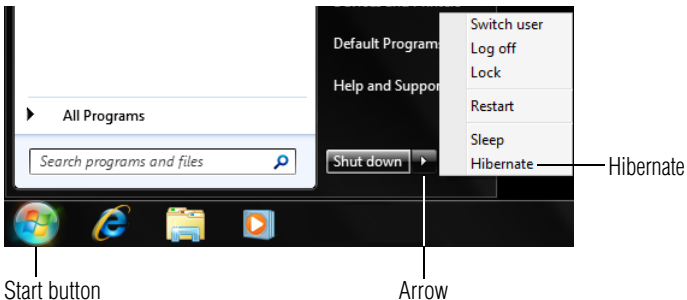 Switch user
Default Program
Log off
Lock
Help and Suppor
Restart
All Programs
Sleep
Search programs and files
Shut down
Hibernate
Hibernate
Start button
Arrow